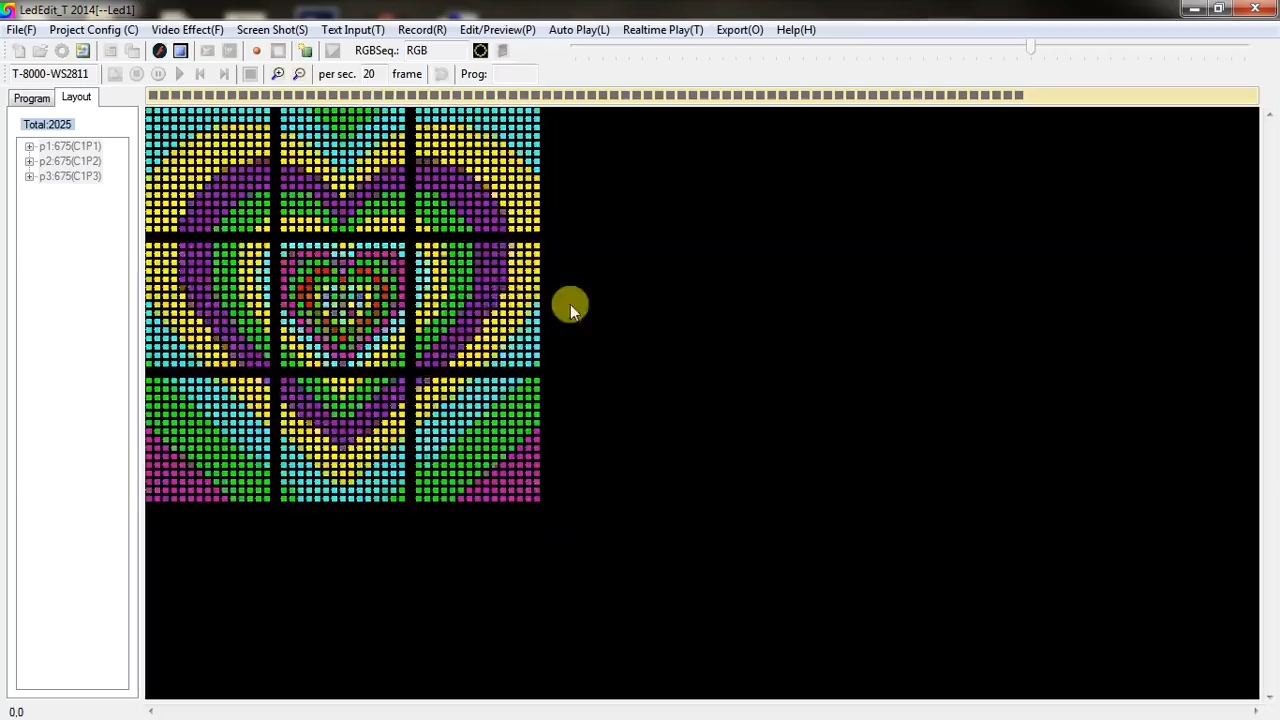 LedEdit_T 2014[--Led1]
File(F) Project Config (C) Video Effect(F) Screen Shot(S) Text Input(T) Record(R) Edit/Preview(P) Auto Play(L) Realtime Play(T) Export(O) Help(H)
RGBSeq.: RGB
T-8000-WS2811 per sec. 20 frame Prog:
Program Layout
Total:2025
p1:675(C1P1)
p2:675(C1P2)
p3:675(C1P3)
0,0